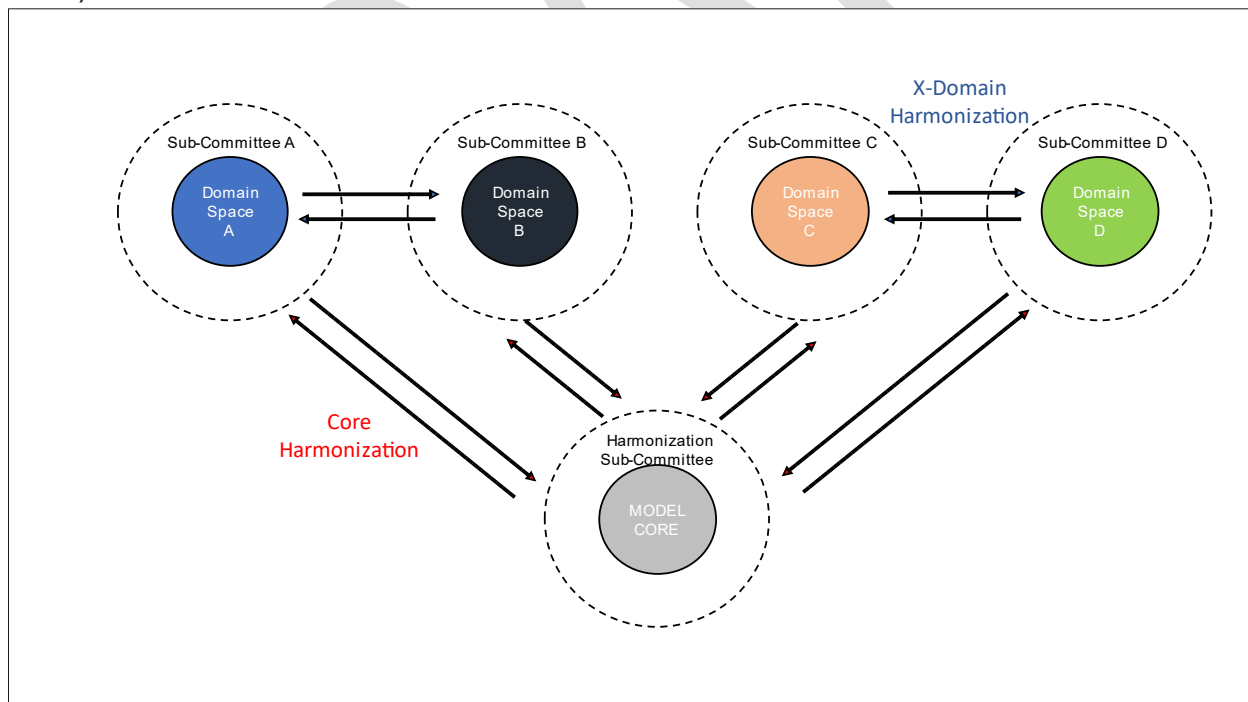 X-Domain
Harmonization
Sub-Committee A
Sub-Committee B
Sub-Committee C
Sub-Committee D
Domain
Space
A
Domain
Space
B
Domain
Space
C
Domain
Space
D
Core
Harmonization
Harmonization
Sub-Committee
MODEL
CORE